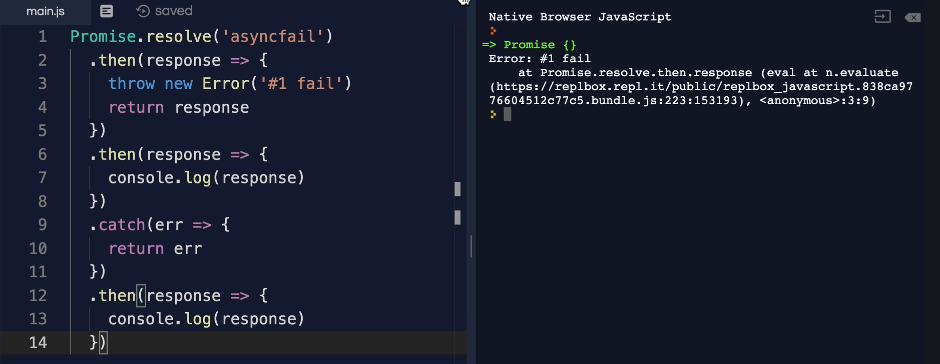 main.js saved
1 Promise.resolve('asyncfail')
2 .then(response => {
3 throw new Error('#1 fail')
4 return response
5 })
6 .then(response => {
7 console.log(response)
8 })
9 .catch(err => {
10 return err
11 })
12 .then(response => {
13 console.log(response)
14 })
Native Browser JavaScript
=> Promise {}
Error: #1 fail
at Promise.resolve.then.response (eval at n.evaluate
(https://replbox.repl.it/public/replbox_javascript.838ca97
76604512c77c5.bundle.js:223:153193), <anonymous>:3:9)